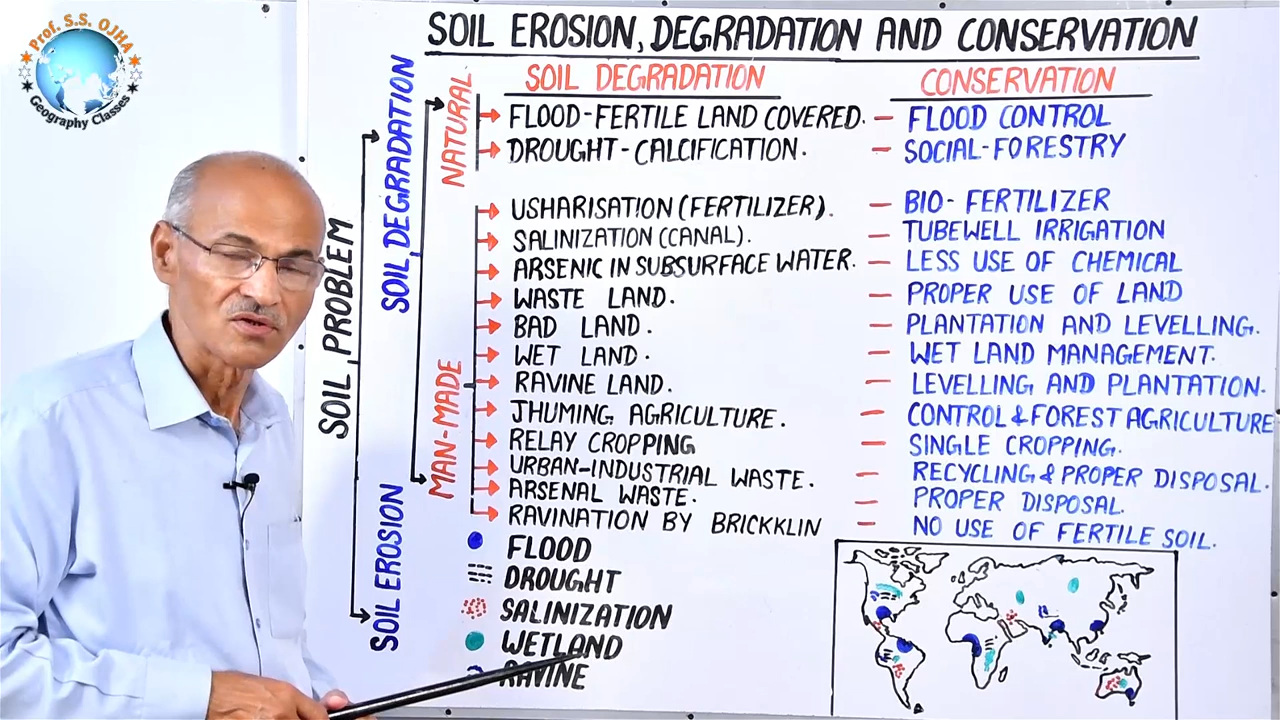 Prof. S.S. OJHA
Geography Classes
SOIL EROSION, DEGRADATION AND CONSERVATION
SOIL PROBLEM
SOIL DEGRADATION
SOIL EROSION
NATURAL
MAN-MADE
SOIL DEGRADATION CONSERVATION
FLOOD-FERTILE LAND COVERED. - FLOOD CONTROL
DROUGHT-CALCIFICATION. - SOCIAL-FORESTRY
USHARISATION (FERTILIZER). - BIO-FERTILIZER
SALINIZATION (CANAL). - TUBEWELL IRRIGATION
ARSENIC IN SUBSURFACE WATER. - LESS USE OF CHEMICAL
WASTE LAND. - PROPER USE OF LAND
BAD LAND. - PLANTATION AND LEVELLING.
WET LAND. - WET LAND MANAGEMENT.
RAVINE LAND. - LEVELLING AND PLANTATION.
JHUMING AGRICULTURE. - CONTROL & FOREST AGRICULTURE
RELAY CROPPING - SINGLE CROPPING.
URBAN-INDUSTRIAL WASTE. - RECYCLING & PROPER DISPOSAL.
ARSENAL WASTE. - PROPER DISPOSAL.
RAVINATION BY BRICKKLIN - NO USE OF FERTILE SOIL.
FLOOD
DROUGHT
SALINIZATION
WETLAND
RAVINE